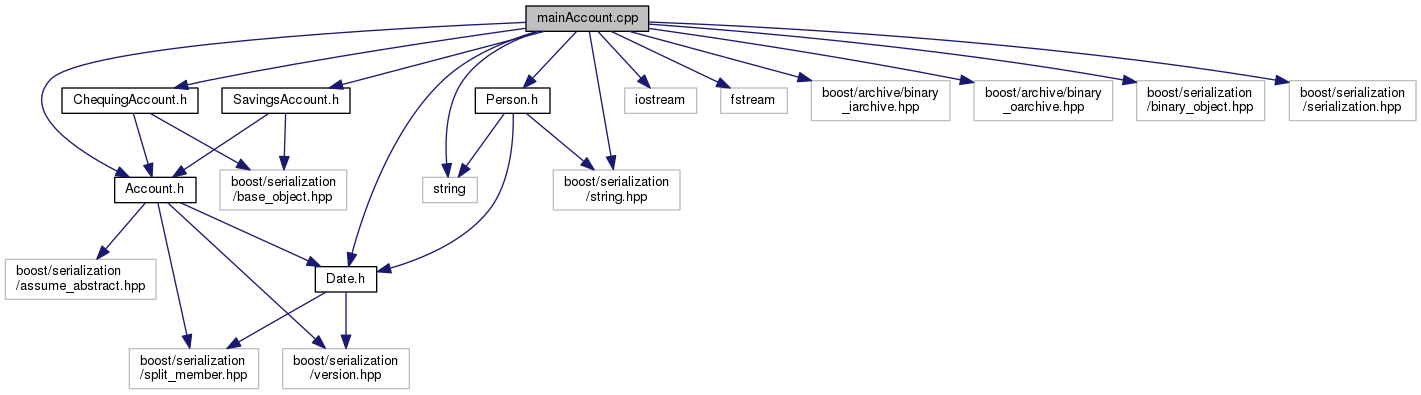 mainAccount.cpp
ChequingAccount.h
SavingsAccount.h
Person.h
iostream
fstream
boost/archive/binary
_iarchive.hpp
boost/archive/binary
_oarchive.hpp
boost/serialization
/binary_object.hpp
boost/serialization
/serialization.hpp
Account.h
boost/serialization
/base_object.hpp
string
boost/serialization
/string.hpp
boost/serialization
/assume_abstract.hpp
Date.h
boost/serialization
/split_member.hpp
boost/serialization
/version.hpp